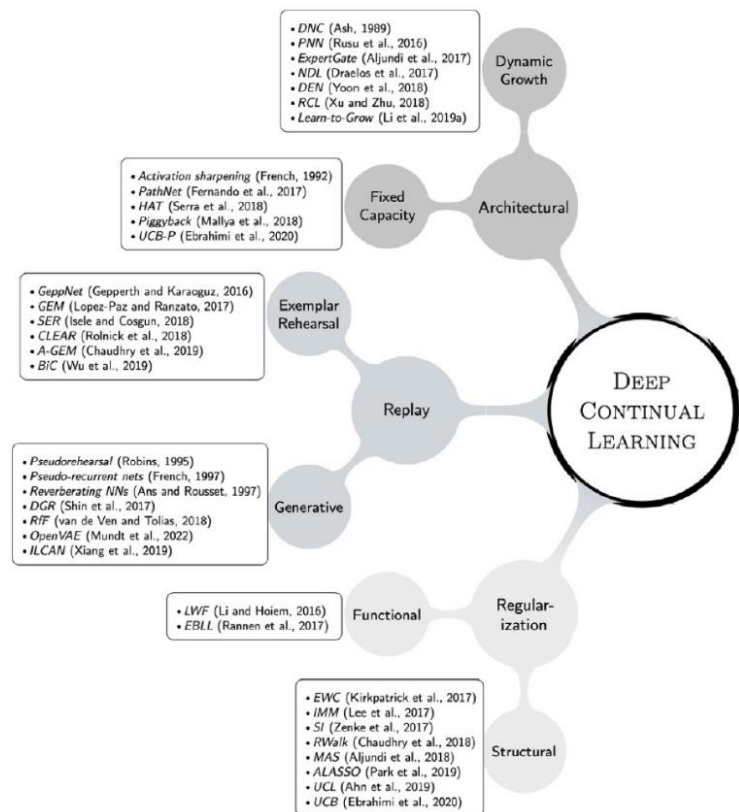 • DNC (Ash, 1989)
• PNN (Rusu et al., 2016)
• ExpertGate (Aljundi et al., 2017)
• NDL (Draelos et al., 2017)
• DEN (Yoon et al., 2018)
• RCL (Xu and Zhu, 2018)
• Learn-to-Grow (Li et al., 2019a)
Dynamic
Growth
• Activation sharpening (French, 1992)
• PathNet (Fernando et al., 2017)
• HAT (Serra et al., 2018)
• Piggyback (Mallya et al., 2018)
• UCB-P (Ebrahimi et al., 2020)
Fixed
Capacity
Architectural
• GeppNet (Gepperth and Karaoguz, 2016)
• GEM (Lopez-Paz and Ranzato, 2017)
• SER (Isele and Cosgun, 2018)
• CLEAR (Rolnick et al., 2018)
• A-GEM (Chaudhry et al., 2019)
• BiC (Wu et al., 2019)
Exemplar
Rehearsal
Replay
DEEP
CONTINUAL
LEARNING
• Pseudorehearsal (Robins, 1995)
• Pseudo-recurrent nets (French, 1997)
• Reverberating NNs (Ans and Rousset, 1997)
• DGR (Shin et al., 2017)
• RfF (van de Ven and Tolias, 2018)
• OpenVAE (Mundt et al., 2022)
• ILCAN (Xiang et al., 2019)
Generative
• LWF (Li and Hoiem, 2016)
• EBLL (Rannen et al., 2017)
Functional
Regular-
ization
• EWC (Kirkpatrick et al., 2017)
• IMM (Lee et al., 2017)
• SI (Zenke et al., 2017)
• RWalk (Chaudhry et al., 2018)
• MAS (Aljundi et al., 2018)
• ALASSO (Park et al., 2019)
• UCL (Ahn et al., 2019)
• UCB (Ebrahimi et al., 2020)
Structural